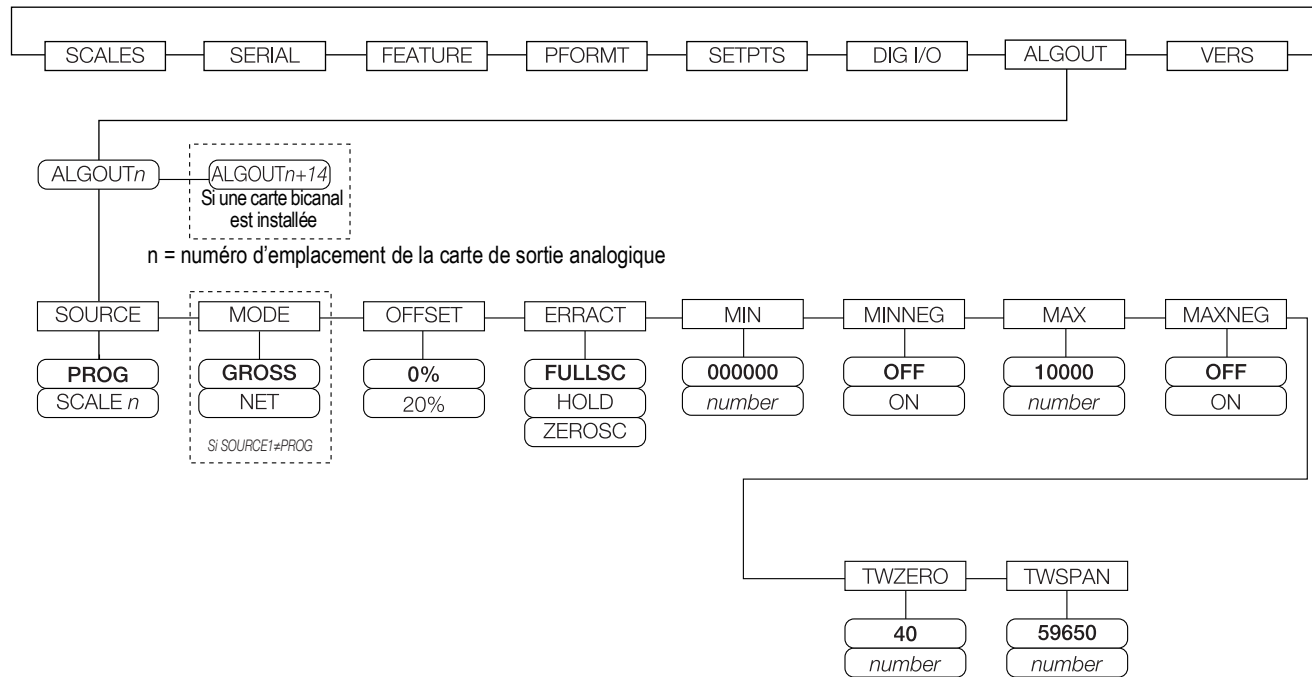 SCALES SERIAL FEATURE PFORMT SETPTS DIG I/O ALGOUT VERS
ALGOUTn ALGOUTn+14
Si une carte bicanal
est installée
n = numéro d'emplacement de la carte de sortie analogique
SOURCE MODE OFFSET ERRACT MIN MINNEG MAX MAXNEG
PROG GROSS 0% FULLSC 000000 OFF 10000 OFF
SCALE n NET 20% HOLD number ON number ON
Si SOURCE1≠PROG ZEROSC
TWZERO TWSPAN
40 59650
number number